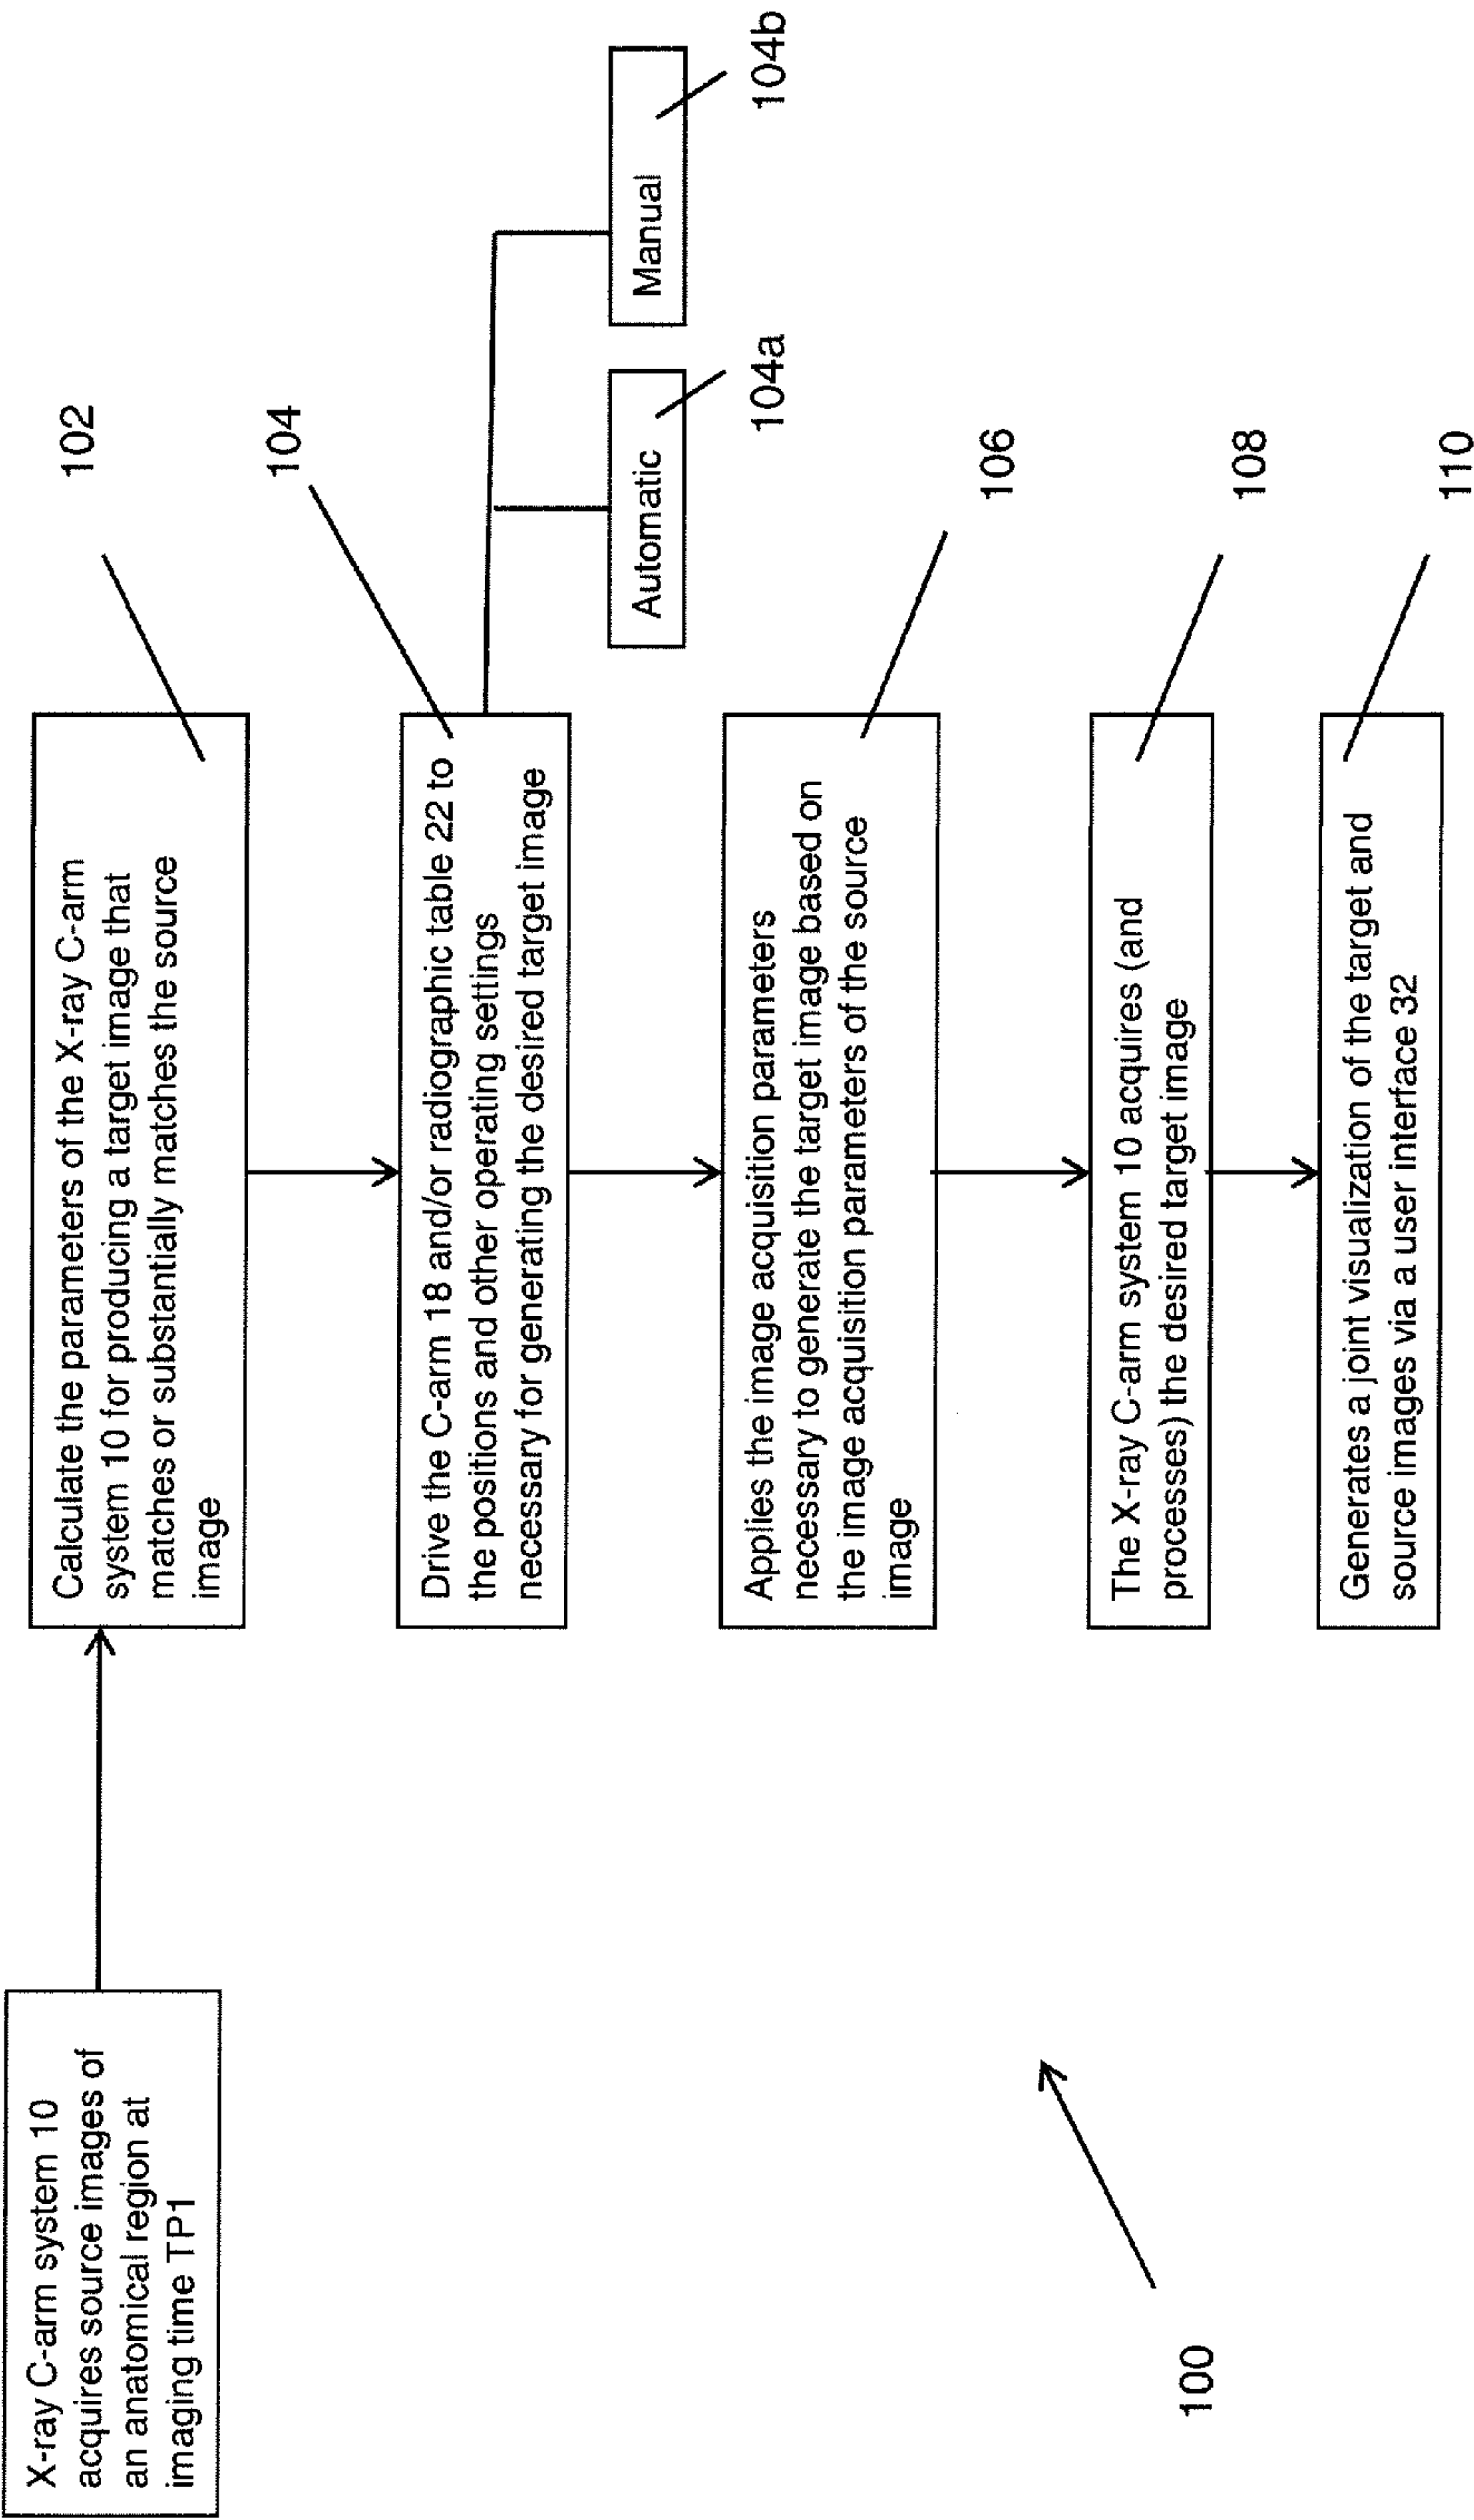 X-ray C-arm system 10
acquires source images of
an anatomical region at
imaging time TP1
Calculate the parameters of the X-ray C-arm
system 10 for producing a target image that
matches or substantially matches the source
image
102
Drive the C-arm 18 and/or radiographic table 22 to
the positions and other operating settings
necessary for generating the desired target image
104
Automatic
104a
Manual
104b
Applies the image acquisition parameters
necessary to generate the target image based on
the image acquisition parameters of the source
image
106
The X-ray C-arm system 10 acquires (and
processes) the desired target image
108
Generates a joint visualization of the target and
source images via a user interface 32
110
100